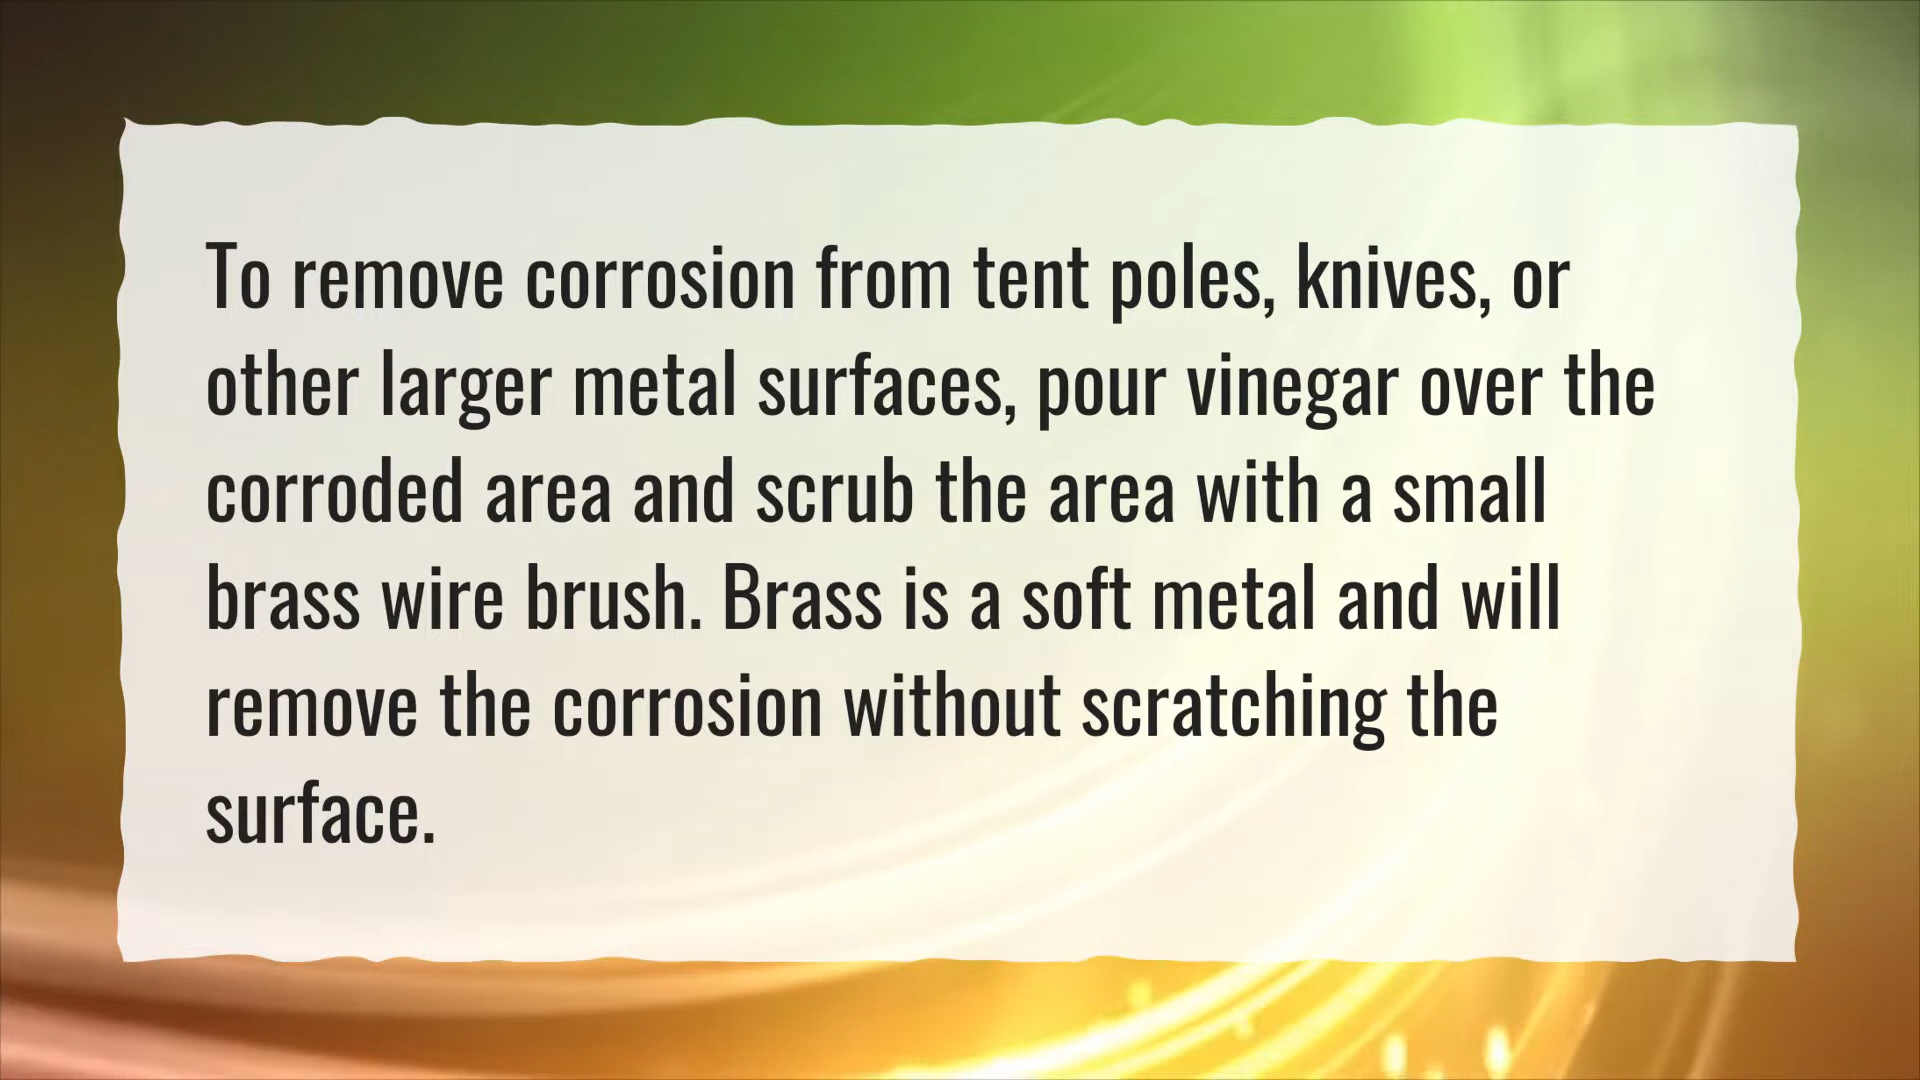 To remove corrosion from tent poles, knives, or
other larger metal surfaces, pour vinegar over the
corroded area and scrub the area with a small
brass wire brush. Brass is a soft metal and will
remove the corrosion without scratching the
surface.